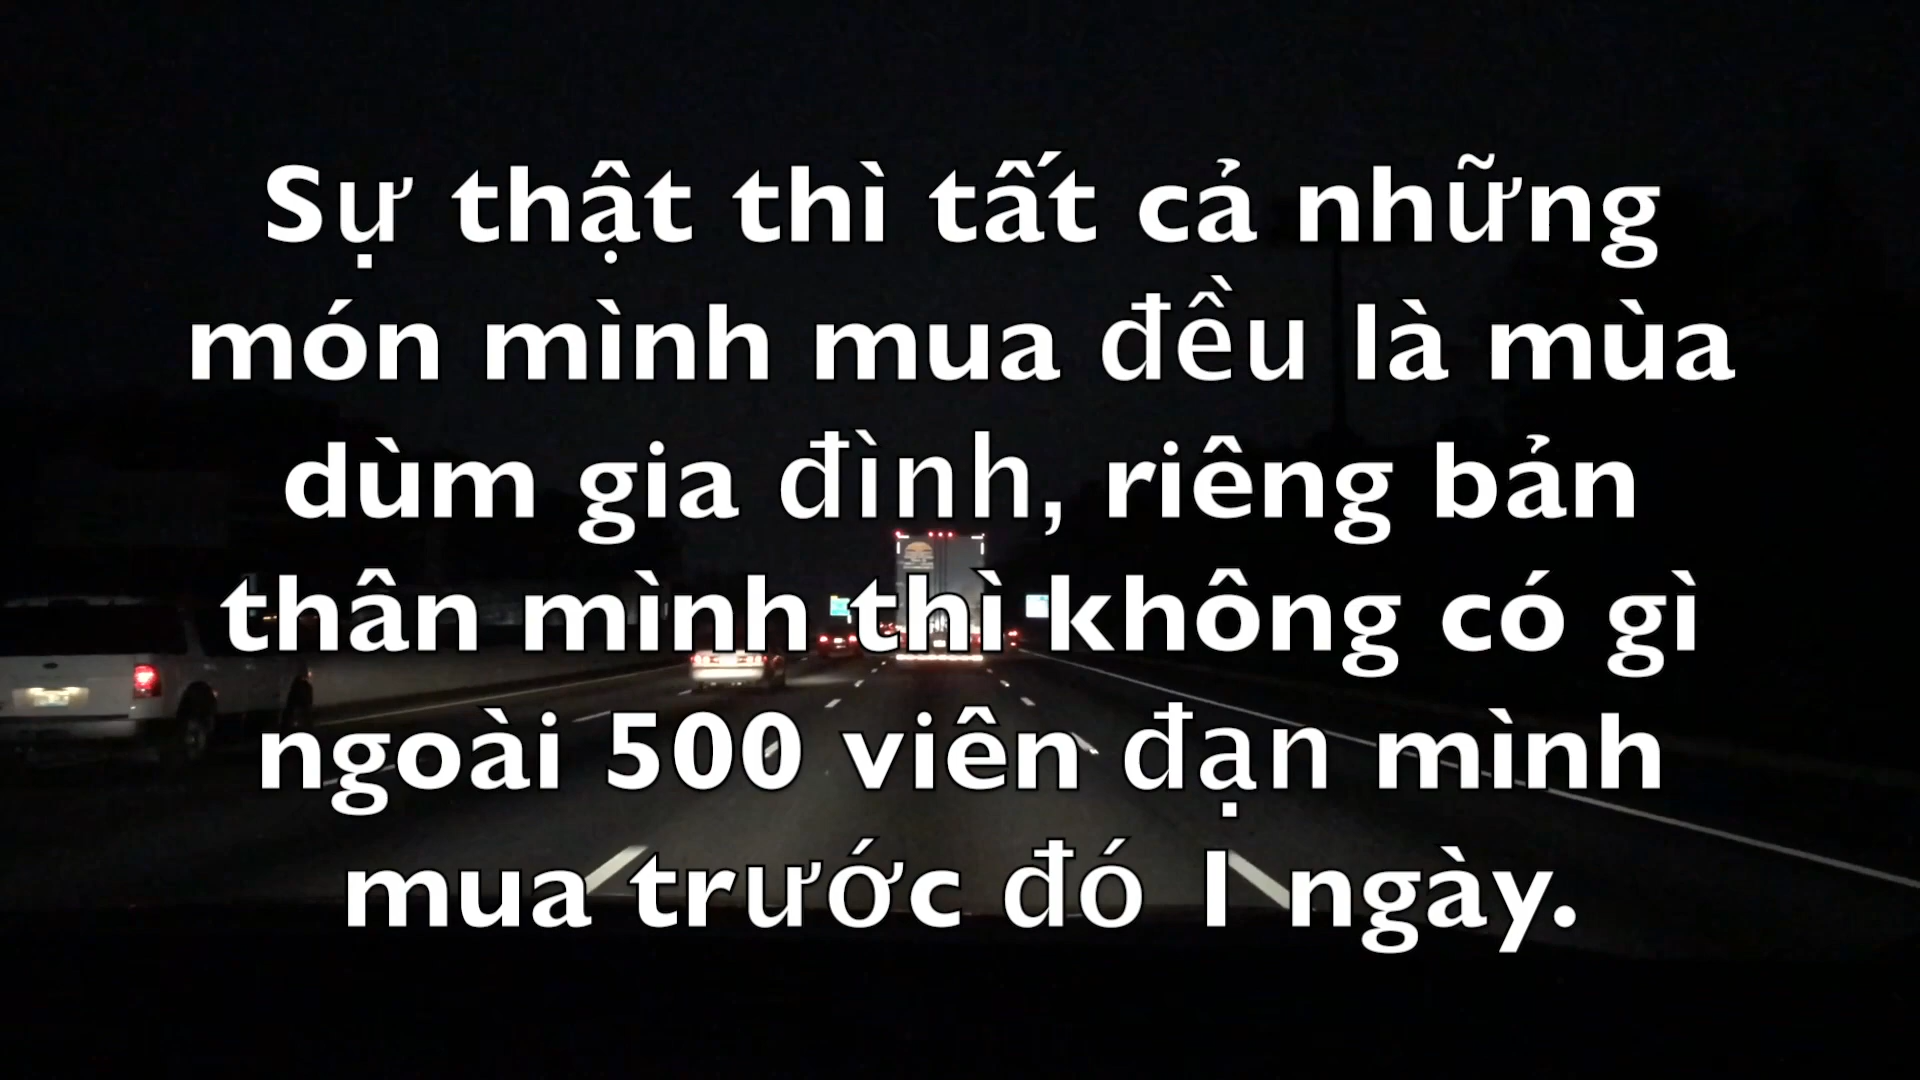 Sự thật thì tất cả những
món mình mua đều là mùa
dùm gia đình, riêng bản
thân mình thì không có gì
ngoài 500 viên đạn mình
mua trước đó 1 ngày.